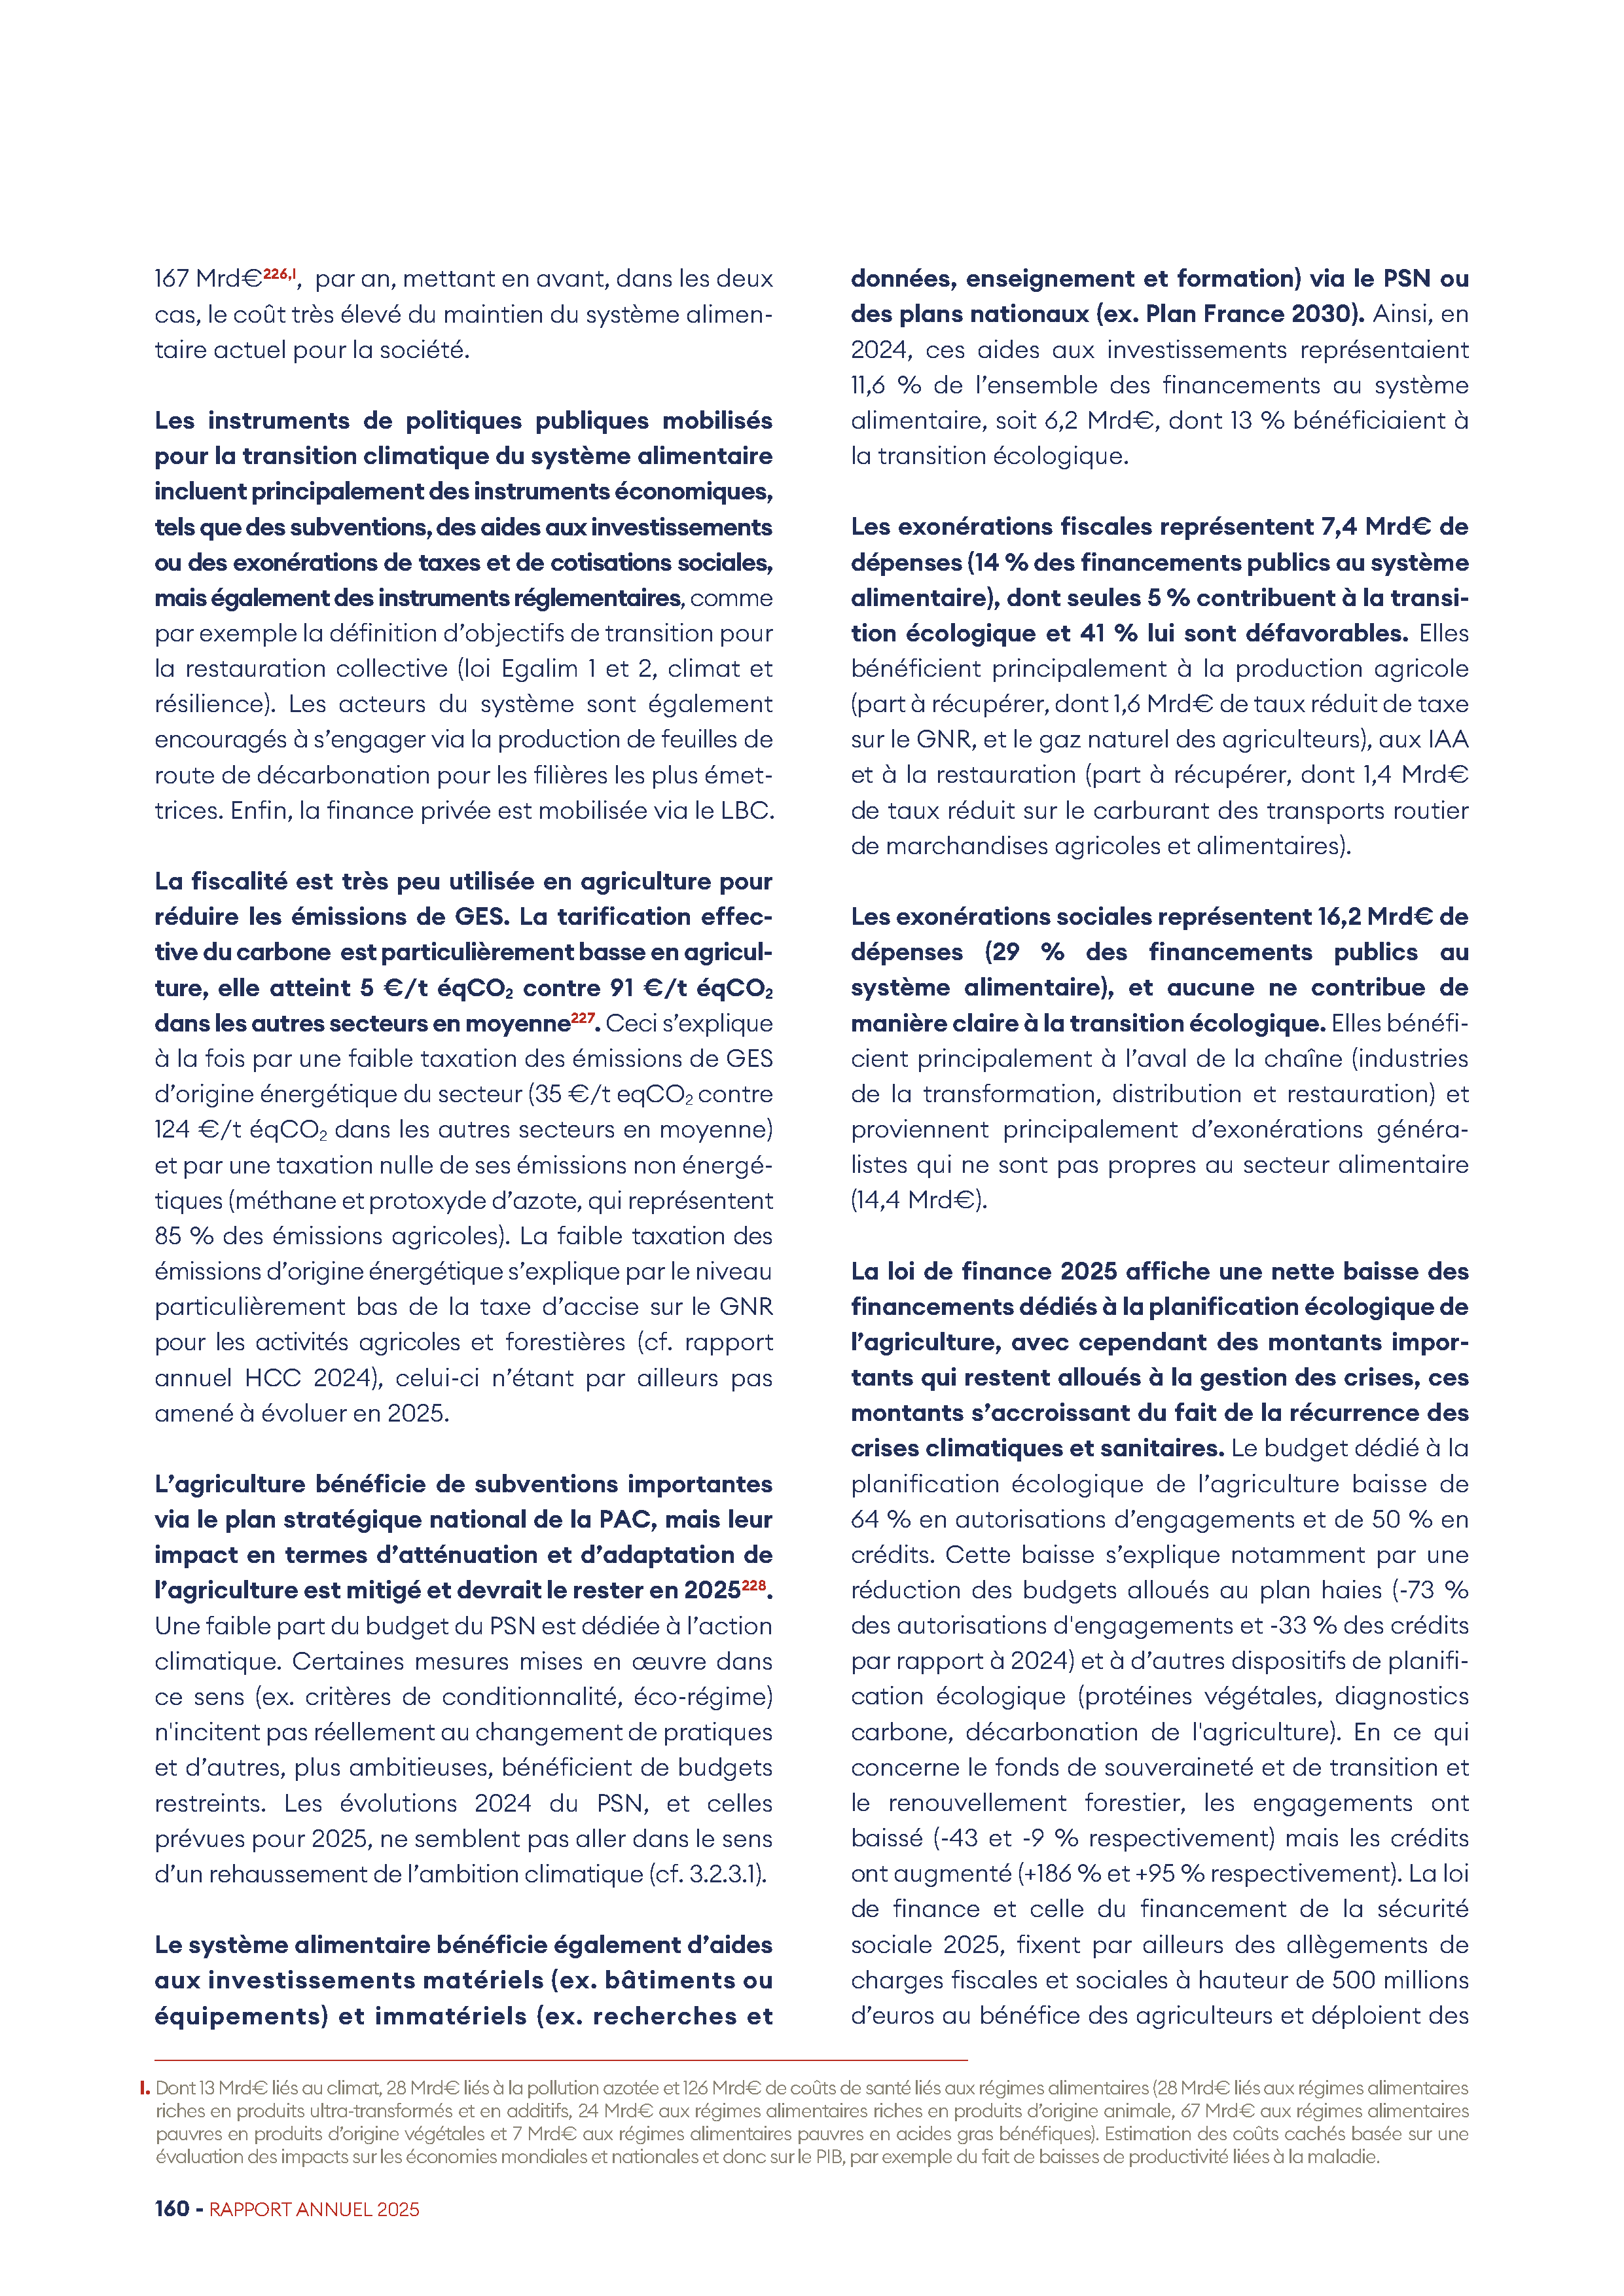 167 Mrd€226,I, par an, mettant en avant, dans les deux
cas, le coût très élevé du maintien du système alimen-
taire actuel pour la société.
Les instruments de politiques publiques mobilisés
pour la transition climatique du système alimentaire
incluent principalement des instruments économiques,
tels que des subventions, des aides aux investissements
ou des exonérations de taxes et de cotisations sociales,
mais également des instruments réglementaires, comme
par exemple la définition d’objectifs de transition pour
la restauration collective (loi Egalim 1 et 2, climat et
résilience). Les acteurs du système sont également
encouragés à s’engager via la production de feuilles de
route de décarbonation pour les filières les plus émet-
trices. Enfin, la finance privée est mobilisée via le LBC.
La fiscalité est très peu utilisée en agriculture pour
réduire les émissions de GES. La tarification effec-
tive du carbone est particulièrement basse en agricul-
ture, elle atteint 5 €/t éqCO₂ contre 91 €/t éqCO₂
dans les autres secteurs en moyenne227. Ceci s’explique
à la fois par une faible taxation des émissions de GES
d’origine énergétique du secteur (35 €/t eqCO₂ contre
124 €/t éqCO₂ dans les autres secteurs en moyenne)
et par une taxation nulle de ses émissions non énergé-
tiques (méthane et protoxyde d’azote, qui représentent
85 % des émissions agricoles). La faible taxation des
émissions d’origine énergétique s’explique par le niveau
particulièrement bas de la taxe d’accise sur le GNR
pour les activités agricoles et forestières (cf. rapport
annuel HCC 2024), celui-ci n’étant par ailleurs pas
amené à évoluer en 2025.
L’agriculture bénéficie de subventions importantes
via le plan stratégique national de la PAC, mais leur
impact en termes d’atténuation et d’adaptation de
l’agriculture est mitigé et devrait le rester en 2025228.
Une faible part du budget du PSN est dédiée à l’action
climatique. Certaines mesures mises en œuvre dans
ce sens (ex. critères de conditionnalité, éco-régime)
n'incitent pas réellement au changement de pratiques
et d’autres, plus ambitieuses, bénéficient de budgets
restreints. Les évolutions 2024 du PSN, et celles
prévues pour 2025, ne semblent pas aller dans le sens
d’un rehaussement de l’ambition climatique (cf. 3.2.3.1).
Le système alimentaire bénéficie également d’aides
aux investissements matériels (ex. bâtiments ou
équipements) et immatériels (ex. recherches et
données, enseignement et formation) via le PSN ou
des plans nationaux (ex. Plan France 2030). Ainsi, en
2024, ces aides aux investissements représentaient
11,6 % de l’ensemble des financements au système
alimentaire, soit 6,2 Mrd€, dont 13 % bénéficiaient à
la transition écologique.
Les exonérations fiscales représentent 7,4 Mrd€ de
dépenses (14 % des financements publics au système
alimentaire), dont seules 5 % contribuent à la transi-
tion écologique et 41 % lui sont défavorables. Elles
bénéficient principalement à la production agricole
(part à récupérer, dont 1,6 Mrd€ de taux réduit de taxe
sur le GNR, et le gaz naturel des agriculteurs), aux IAA
et à la restauration (part à récupérer, dont 1,4 Mrd€
de taux réduit sur le carburant des transports routier
de marchandises agricoles et alimentaires).
Les exonérations sociales représentent 16,2 Mrd€ de
dépenses (29 % des financements publics au
système alimentaire), et aucune ne contribue de
manière claire à la transition écologique. Elles bénéfi-
cient principalement à l’aval de la chaîne (industries
de la transformation, distribution et restauration) et
proviennent principalement d’exonérations généra-
listes qui ne sont pas propres au secteur alimentaire
(14,4 Mrd€).
La loi de finance 2025 affiche une nette baisse des
financements dédiés à la planification écologique de
l’agriculture, avec cependant des montants impor-
tants qui restent alloués à la gestion des crises, ces
montants s’accroissant du fait de la récurrence des
crises climatiques et sanitaires. Le budget dédié à la
planification écologique de l’agriculture baisse de
64 % en autorisations d’engagements et de 50 % en
crédits. Cette baisse s’explique notamment par une
réduction des budgets alloués au plan haies (-73 %
des autorisations d'engagements et -33 % des crédits
par rapport à 2024) et à d’autres dispositifs de planifi-
cation écologique (protéines végétales, diagnostics
carbone, décarbonation de l'agriculture). En ce qui
concerne le fonds de souveraineté et de transition et
le renouvellement forestier, les engagements ont
baissé (-43 et -9 % respectivement) mais les crédits
ont augmenté (+186 % et +95 % respectivement). La loi
de finance et celle du financement de la sécurité
sociale 2025, fixent par ailleurs des allègements de
charges fiscales et sociales à hauteur de 500 millions
d’euros au bénéfice des agriculteurs et déploient des
I. Dont 13 Mrd€ liés au climat, 28 Mrd€ liés à la pollution azotée et 126 Mrd€ de coûts de santé liés aux régimes alimentaires (28 Mrd€ liés aux régimes alimentaires
riches en produits ultra-transformés et en additifs, 24 Mrd€ aux régimes alimentaires riches en produits d’origine animale, 67 Mrd€ aux régimes alimentaires
pauvres en produits d’origine végétales et 7 Mrd€ aux régimes alimentaires pauvres en acides gras bénéfiques). Estimation des coûts cachés basée sur une
évaluation des impacts sur les économies mondiales et nationales et donc sur le PIB, par exemple du fait de baisses de productivité liées à la maladie.
160 - RAPPORT ANNUEL 2025